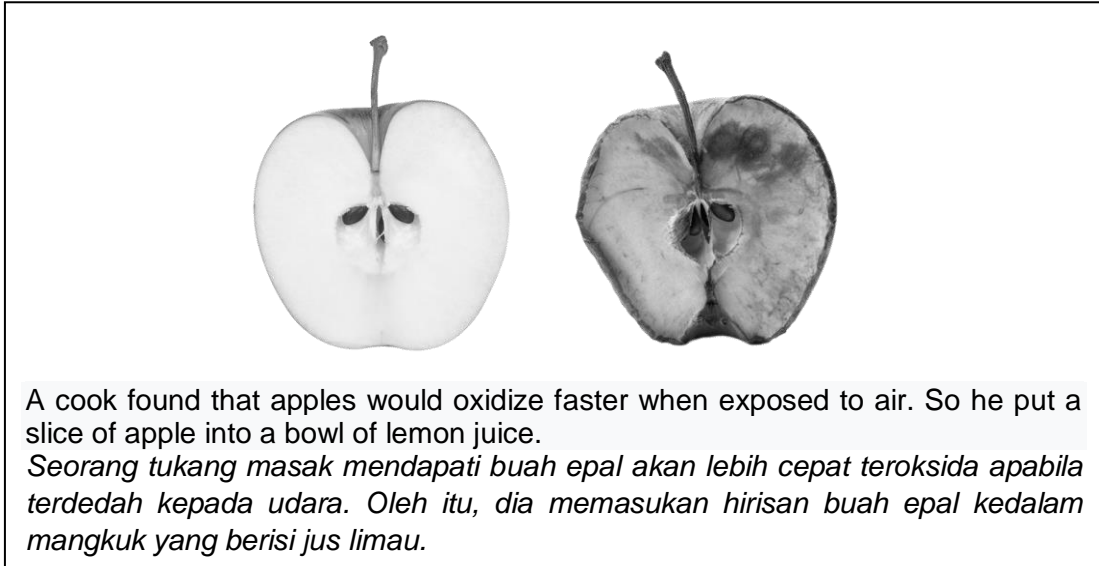 A cook found that apples would oxidize faster when exposed to air. So he put a
slice of apple into a bowl of lemon juice.
Seorang tukang masak mendapati buah epal akan lebih cepat teroksida apabila
terdedah kepada udara. Oleh itu, dia memasukan hirisan buah epal kedalam
mangkuk yang berisi jus limau.